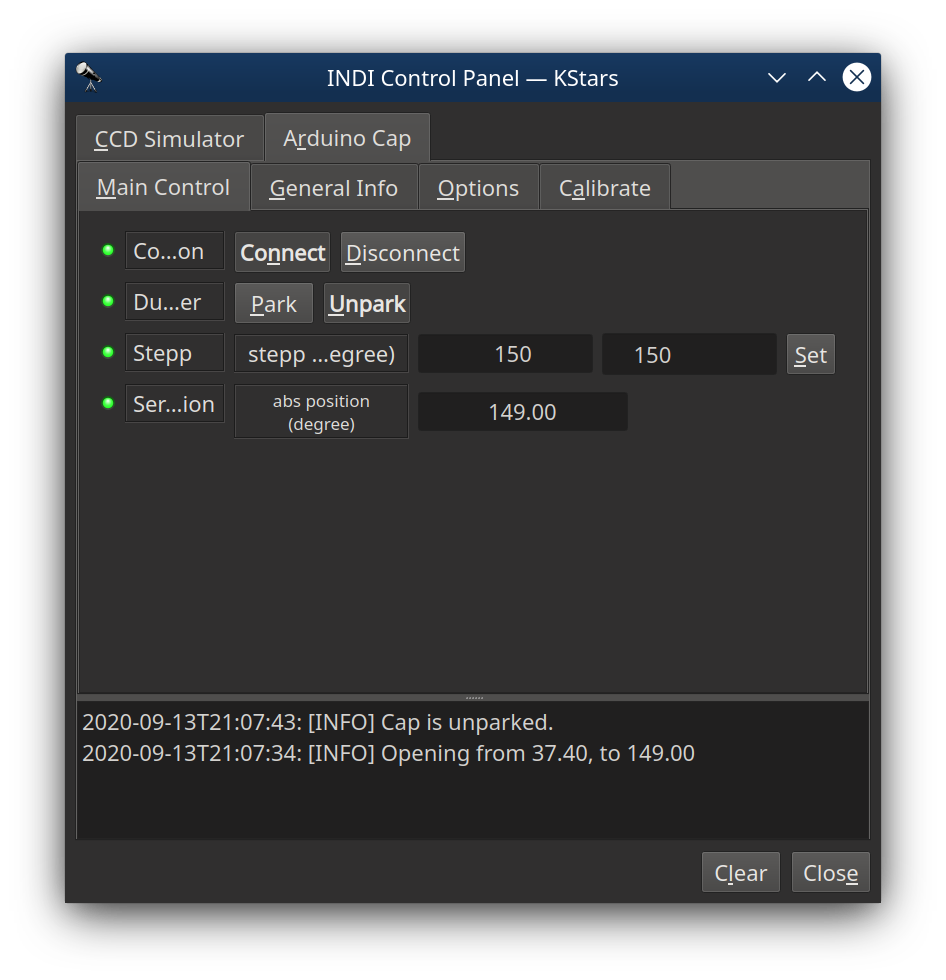 INDI Control Panel — KStars
CCD Simulator Arduino Cap
Main Control General Info Options Calibrate
Co...on Connect Disconnect
Du...er Park Unpark
Stepp stepp ...egree) 150 150 Set
Ser...ion abs position (degree) 149.00
2020-09-13T21:07:43: [INFO] Cap is unparked.
2020-09-13T21:07:34: [INFO] Opening from 37.40, to 149.00
Clear Close